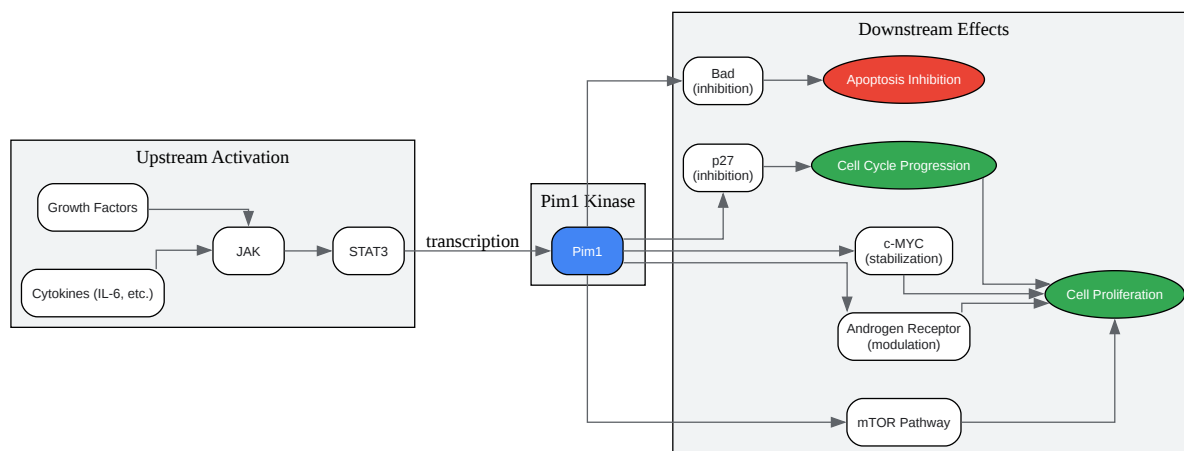 Downstream Effects
Bad
(inhibition)
Apoptosis Inhibition
Upstream Activation
p27
(inhibition)
Cell Cycle Progression
Growth Factors
Pim1 Kinase
JAK
STAT3
transcription
Pim1
c-MYC
(stabilization)
Cytokines (IL-6, etc.)
Cell Proliferation
Androgen Receptor
(modulation)
mTOR Pathway